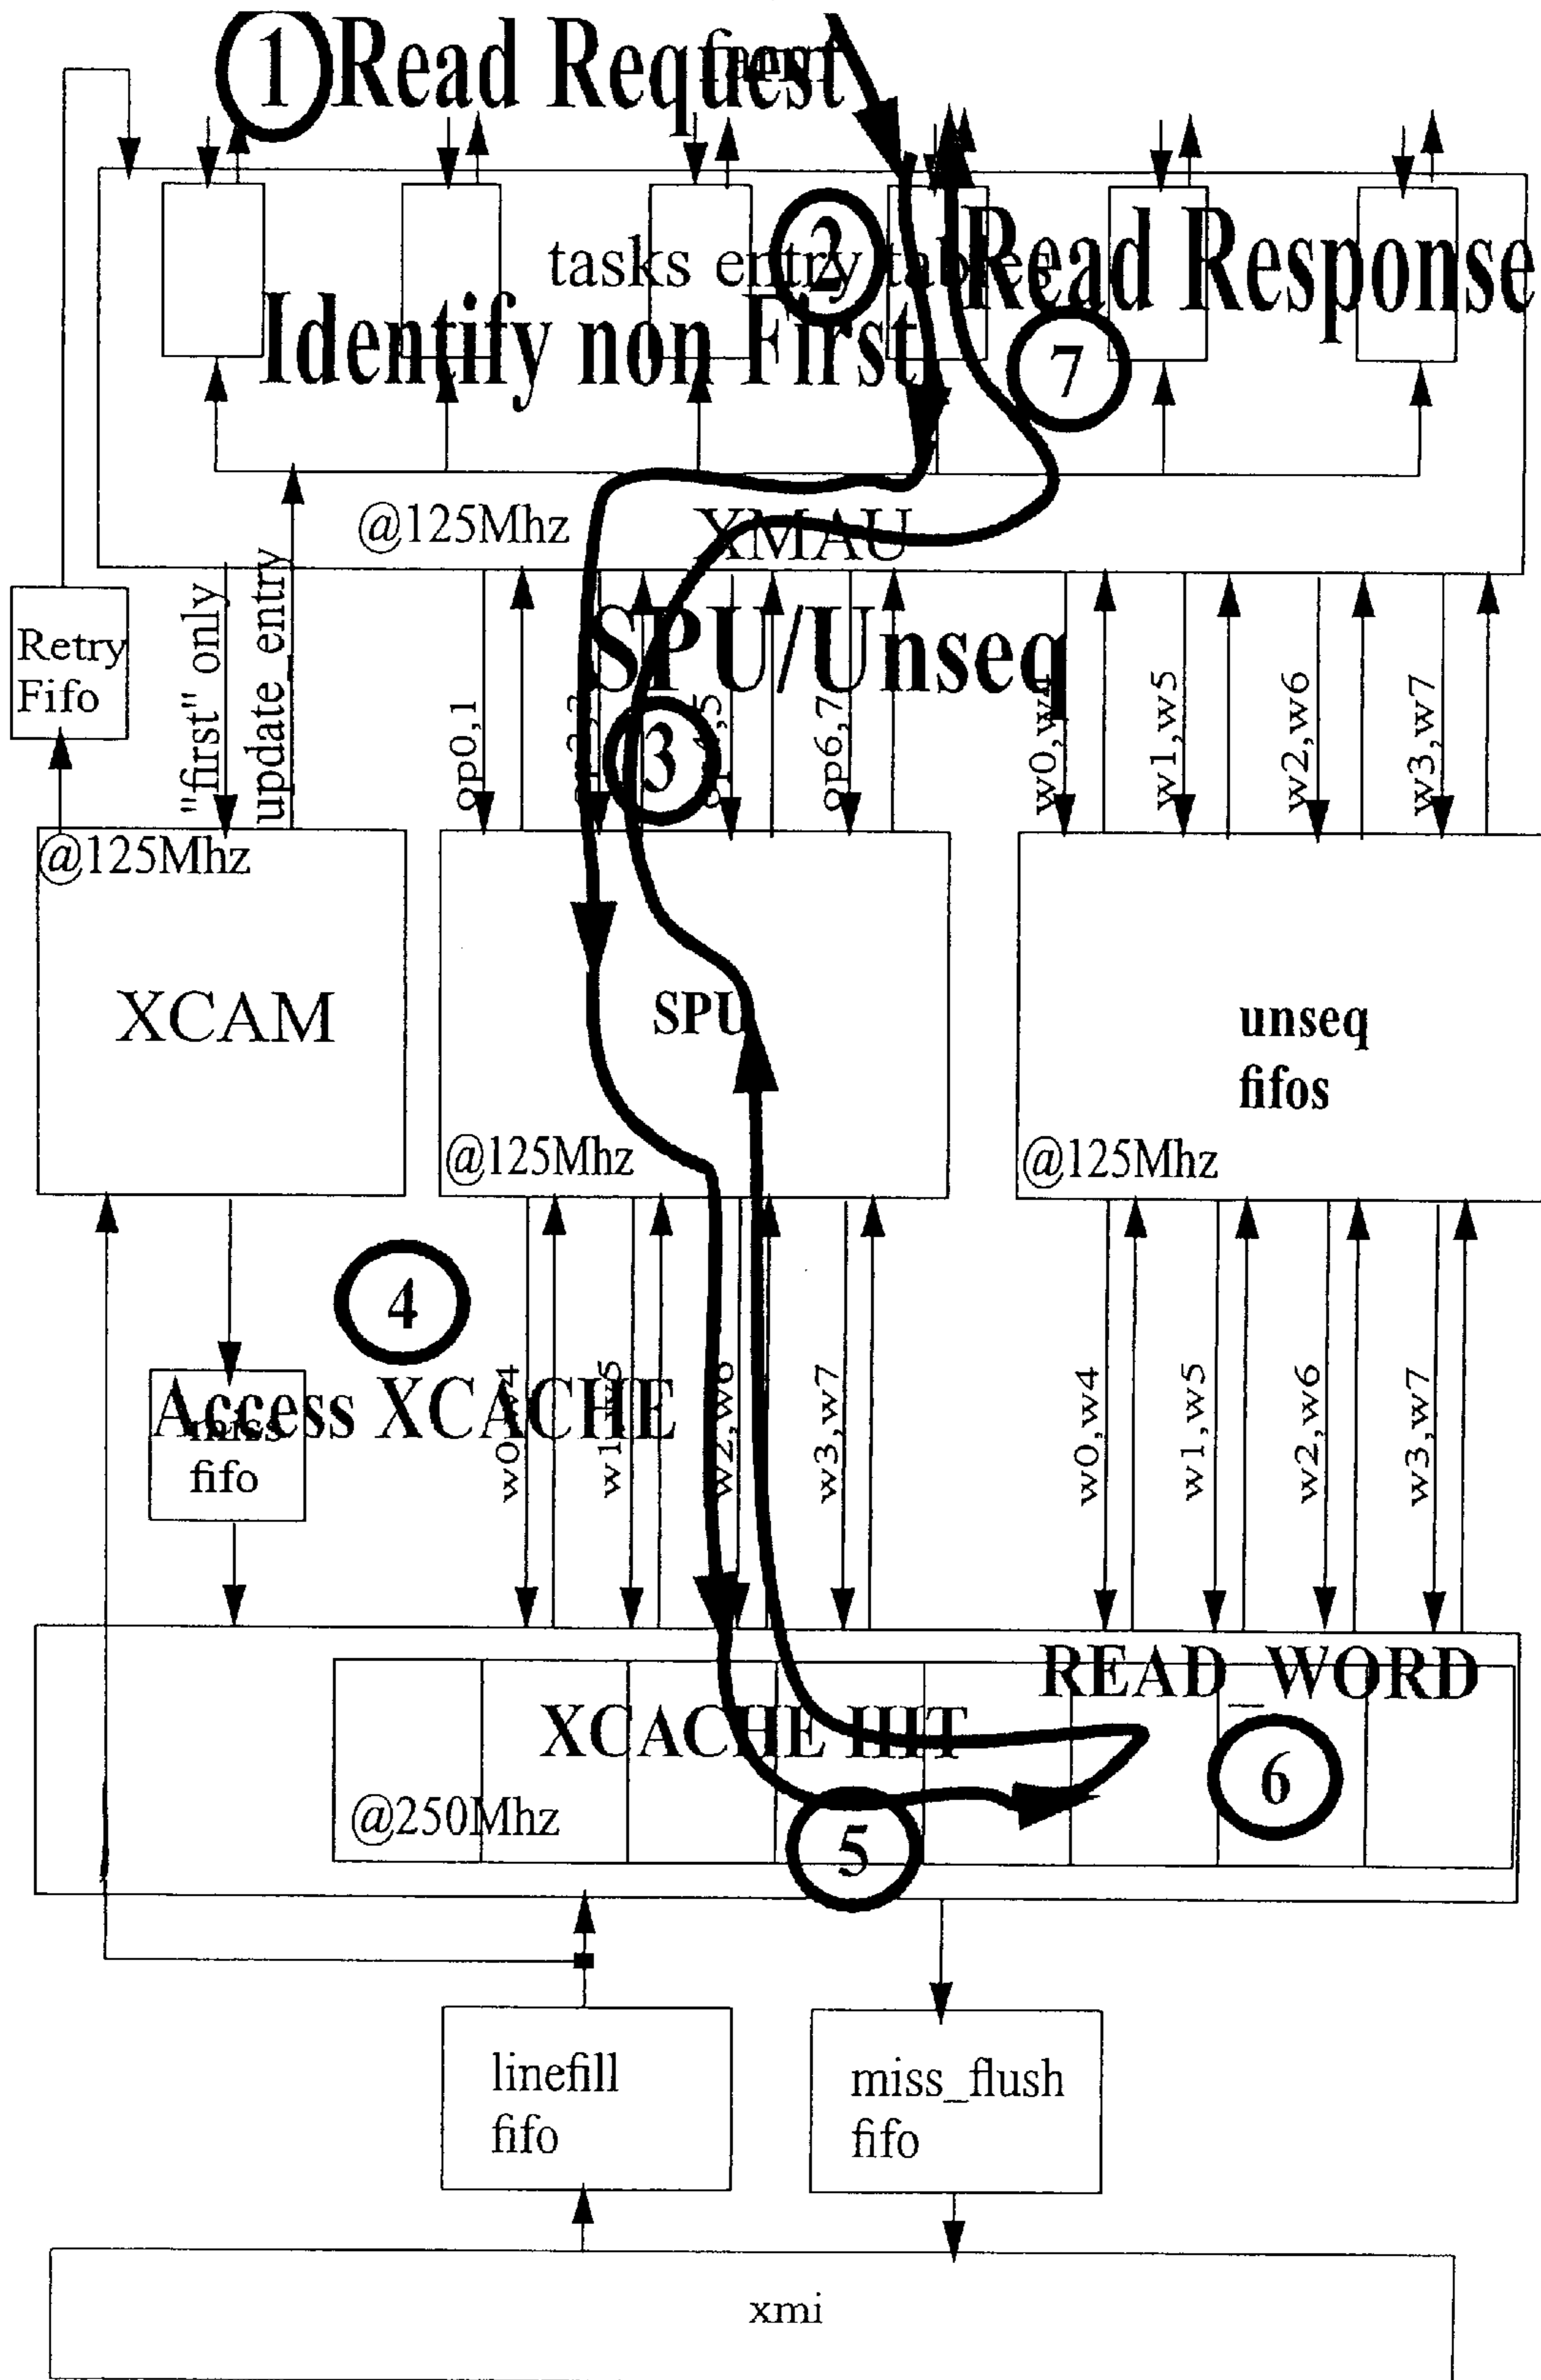 1 Read Request
2
tasks entry tables
Read Response
Identify non First
7
@125Mhz
XMAU
Retry
Fifo
"first" only
update_entry
SPU/Unseq
op0,1
3
op6,7
w0,w4
w1,w5
w2,w6
w3,w7
@125Mhz
XCAM
SPU
@125Mhz
unseq
fifos
@125Mhz
4
Access XCACHE
miss
fifo
w0,w4
w1,w5
w2,w6
w3,w7
w0,w4
w1,w5
w2,w6
w3,w7
READ_WORD
XCACHE HIT
6
@250Mhz
5
linefill
fifo
miss_flush
fifo
xmi